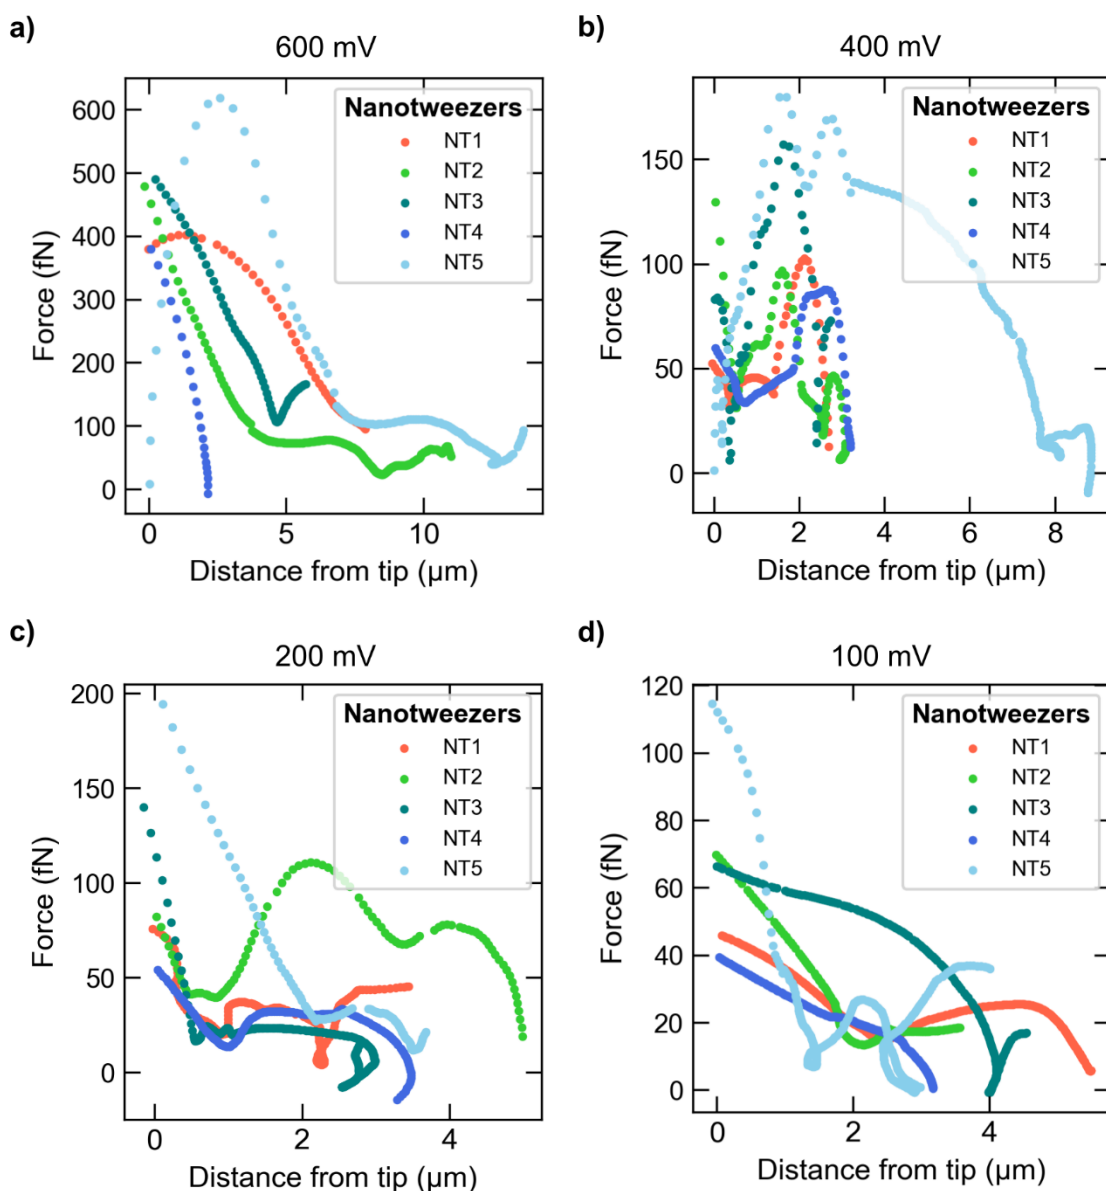 a)
600 mV
Force (fN)
600
500
400
300
200
100
0
0 5 10
Distance from tip (µm)
Nanotweezers
NT1
NT2
NT3
NT4
NT5
b)
400 mV
Force (fN)
150
100
50
0
0 2 4 6 8
Distance from tip (µm)
Nanotweezers
NT1
NT2
NT3
NT4
NT5
c)
200 mV
Force (fN)
200
150
100
50
0
0 2 4
Distance from tip (µm)
Nanotweezers
NT1
NT2
NT3
NT4
NT5
d)
100 mV
Force (fN)
120
100
80
60
40
20
0
0 2 4
Distance from tip (µm)
Nanotweezers
NT1
NT2
NT3
NT4
NT5